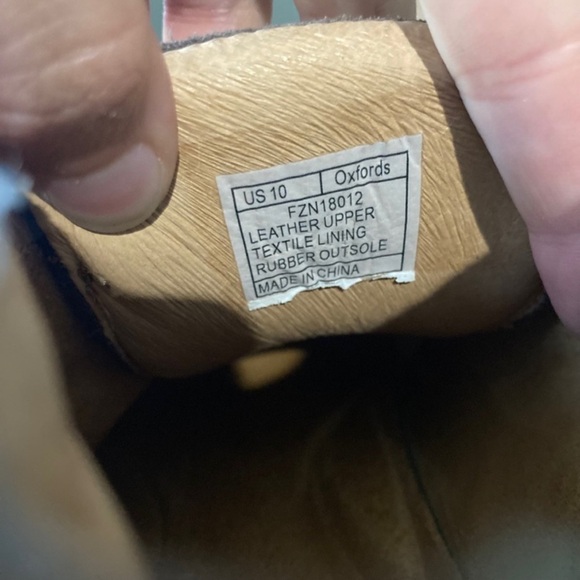 US 10 Oxfords
FZN18012
LEATHER UPPER
TEXTILE LINING
RUBBER OUTSOLE
MADE IN CHINA